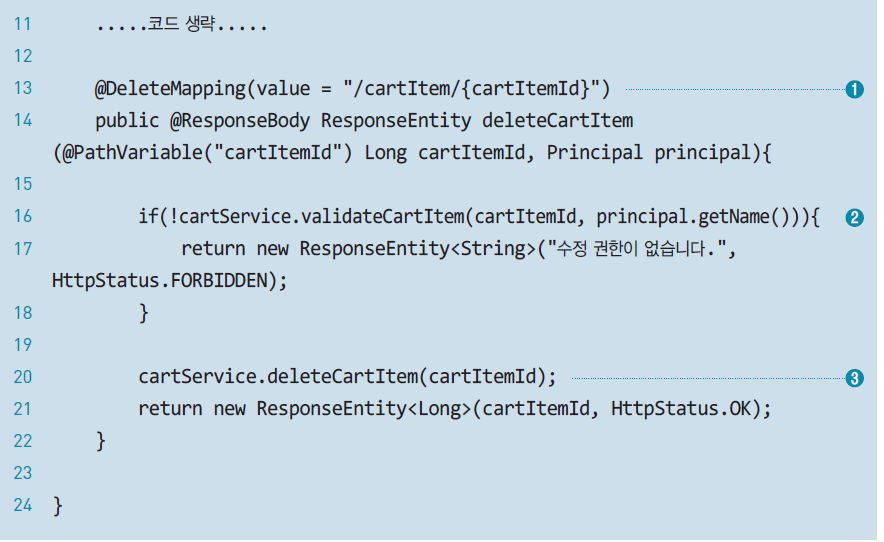 11 .....코드 생략.....
12
13 @DeleteMapping(value = "/cartItem/{cartItemId}") ❶
14 public @ResponseBody ResponseEntity deleteCartItem
(@PathVariable("cartItemId") Long cartItemId, Principal principal){
15
16 if(!cartService.validateCartItem(cartItemId, principal.getName())){ ❷
17 return new ResponseEntity<String>("수정 권한이 없습니다.",
HttpStatus.FORBIDDEN);
18 }
19
20 cartService.deleteCartItem(cartItemId); ❸
21 return new ResponseEntity<Long>(cartItemId, HttpStatus.OK);
22 }
23
24 }